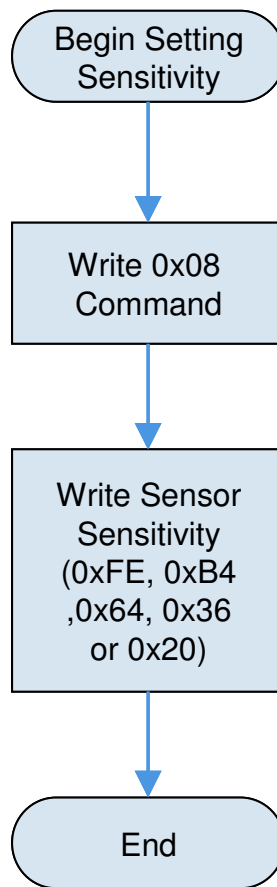 Begin Setting
Sensitivity
Write 0x08
Command
Write Sensor
Sensitivity
(0xFE, 0xB4
,0x64, 0x36
or 0x20)
End